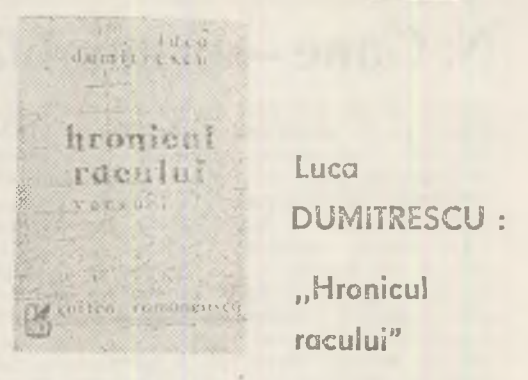 luca
dumitrescu
hronicul
racului
versuri
cartea românească
Luca
DUMITRESCU :
„Hronicul
racului”